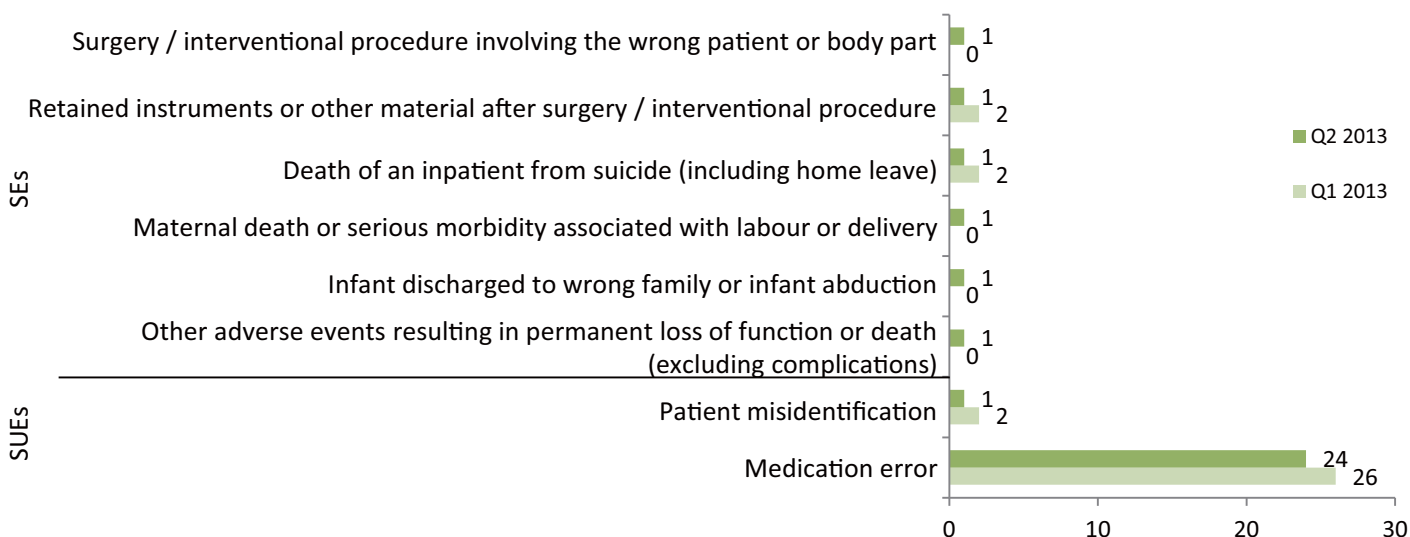 Surgery / interventional procedure involving the wrong patient or body part
1
0
Retained instruments or other material after surgery / interventional procedure
1
2
Q2 2013
Death of an inpatient from suicide (including home leave)
1
2
Q1 2013
SEs
Maternal death or serious morbidity associated with labour or delivery
1
0
Infant discharged to wrong family or infant abduction
1
0
Other adverse events resulting in permanent loss of function or death
(excluding complications)
1
0
SUEs
Patient misidentification
1
2
Medication error
24
26
0 10 20 30